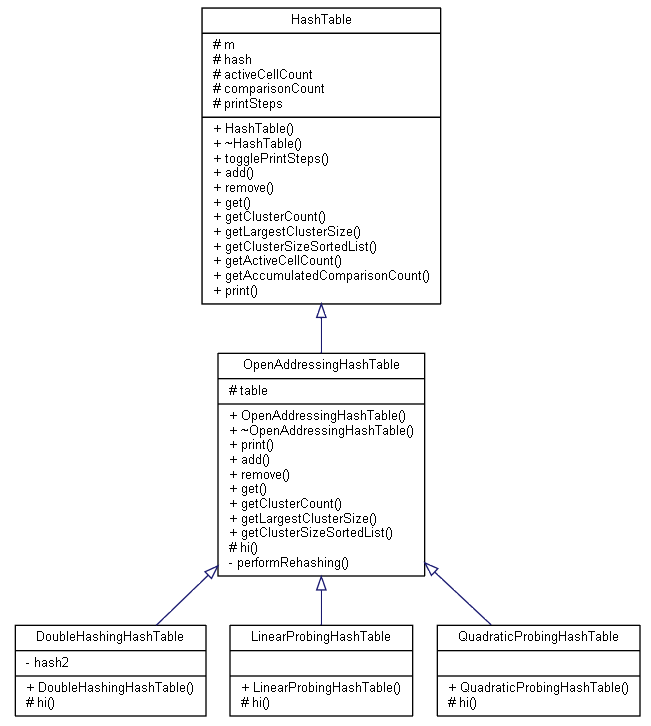 HashTable
# m
# hash
# activeCellCount
# comparisonCount
# printSteps
+ HashTable()
+ ~HashTable()
+ togglePrintSteps()
+ add()
+ remove()
+ get()
+ getClusterCount()
+ getLargestClusterSize()
+ getClusterSizeSortedList()
+ getActiveCellCount()
+ getAccumulatedComparisonCount()
+ print()
OpenAddressingHashTable
# table
+ OpenAddressingHashTable()
+ ~OpenAddressingHashTable()
+ print()
+ add()
+ remove()
+ get()
+ getClusterCount()
+ getLargestClusterSize()
+ getClusterSizeSortedList()
# hi()
- performRehashing()
DoubleHashingHashTable
- hash2
+ DoubleHashingHashTable()
# hi()
LinearProbingHashTable
+ LinearProbingHashTable()
# hi()
QuadraticProbingHashTable
+ QuadraticProbingHashTable()
# hi()